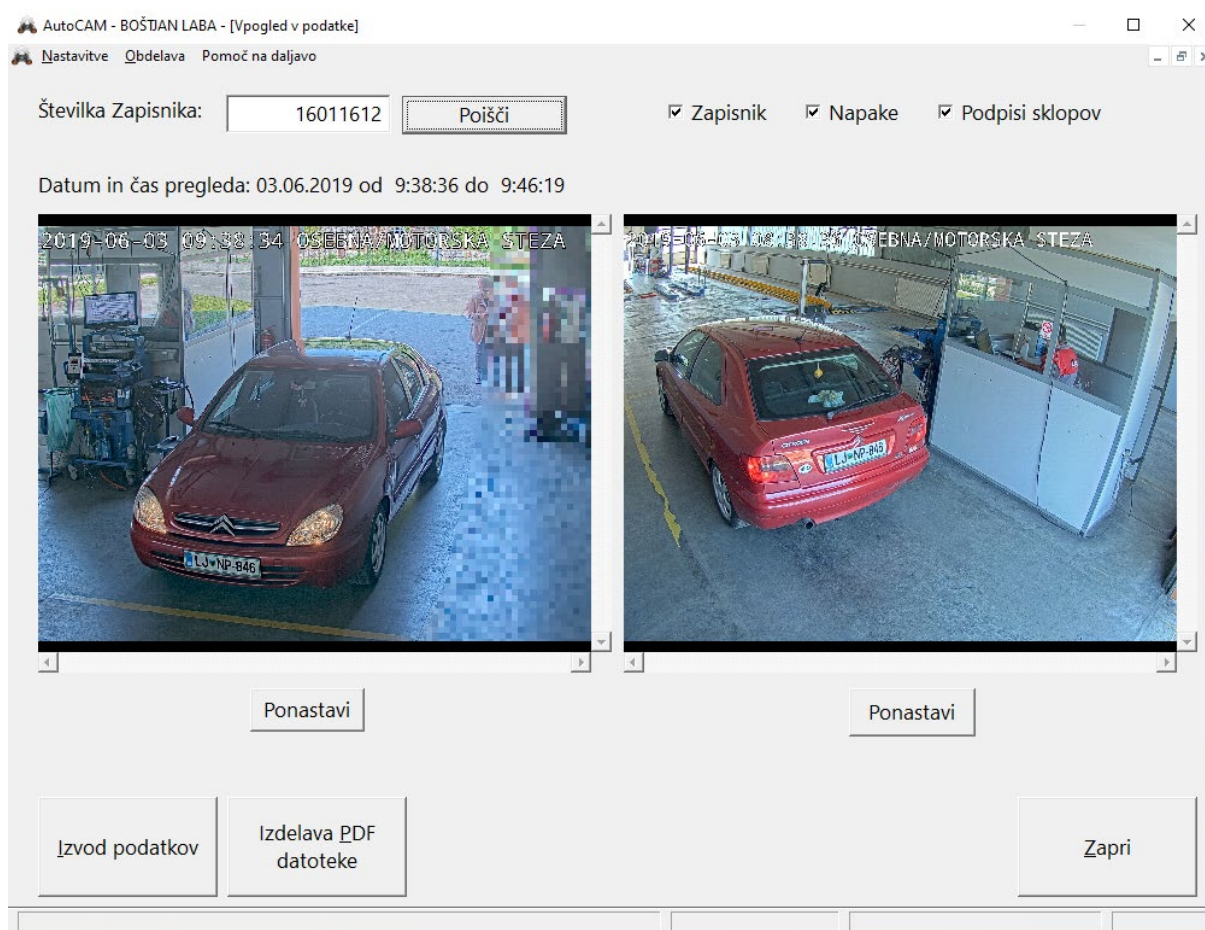 AutoCAM - BOŠTJAN LABA - [Vpogled v podatke]
Nastavitve Obdelava Pomoč na daljavo
Številka Zapisnika: 16011612 Poišči Zapisnik Napake Podpisi sklopov
Datum in čas pregleda: 03.06.2019 od 9:38:36 do 9:46:19
2019-06-03 09:38:34 OSEBNA/MOTORSKA STEZA
OSEBNA/MOTORSKA STEZA
CITROËN
LJ NP-846
LJ NP-846
Ponastavi Ponastavi
Izvod podatkov
Izdelava PDF
datoteke
Zapri